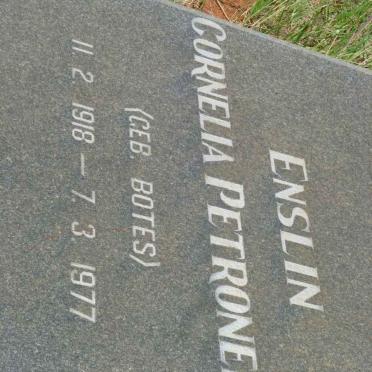 ENSLIN
CORNELIA PETRONE
(GEB. BOTES)
11. 2. 1918 — 7. 3. 1977